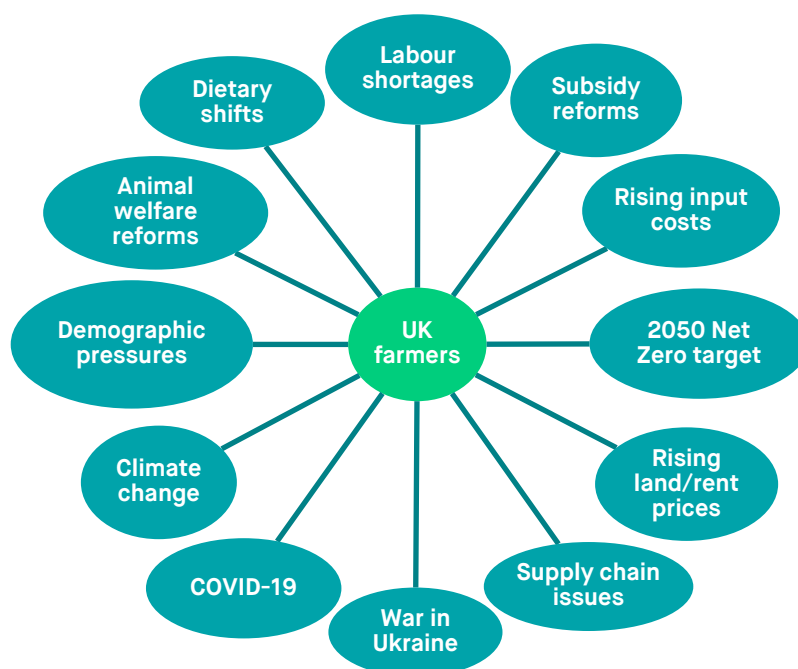 Labour
shortages
Subsidy
reforms
Rising input
costs
2050 Net
Zero target
Rising
land/rent
prices
Supply chain
issues
War in
Ukraine
COVID-19
Climate
change
Demographic
pressures
Animal
welfare
reforms
Dietary
shifts
UK
farmers